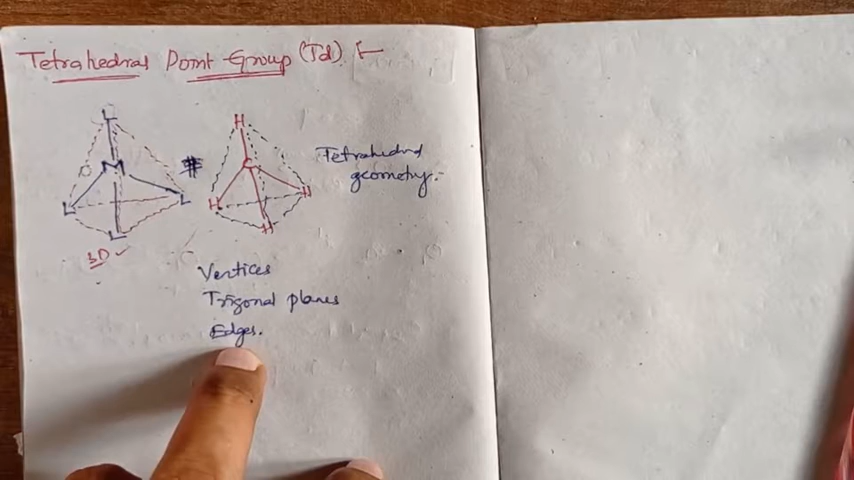 Tetrahedral Point Group (Td) :-
L
M
L
L
L
3D ✓
#
H
C
H
H
H
Tetrahedral
geometry:-
Vertices
Trigonal planes
Edges.